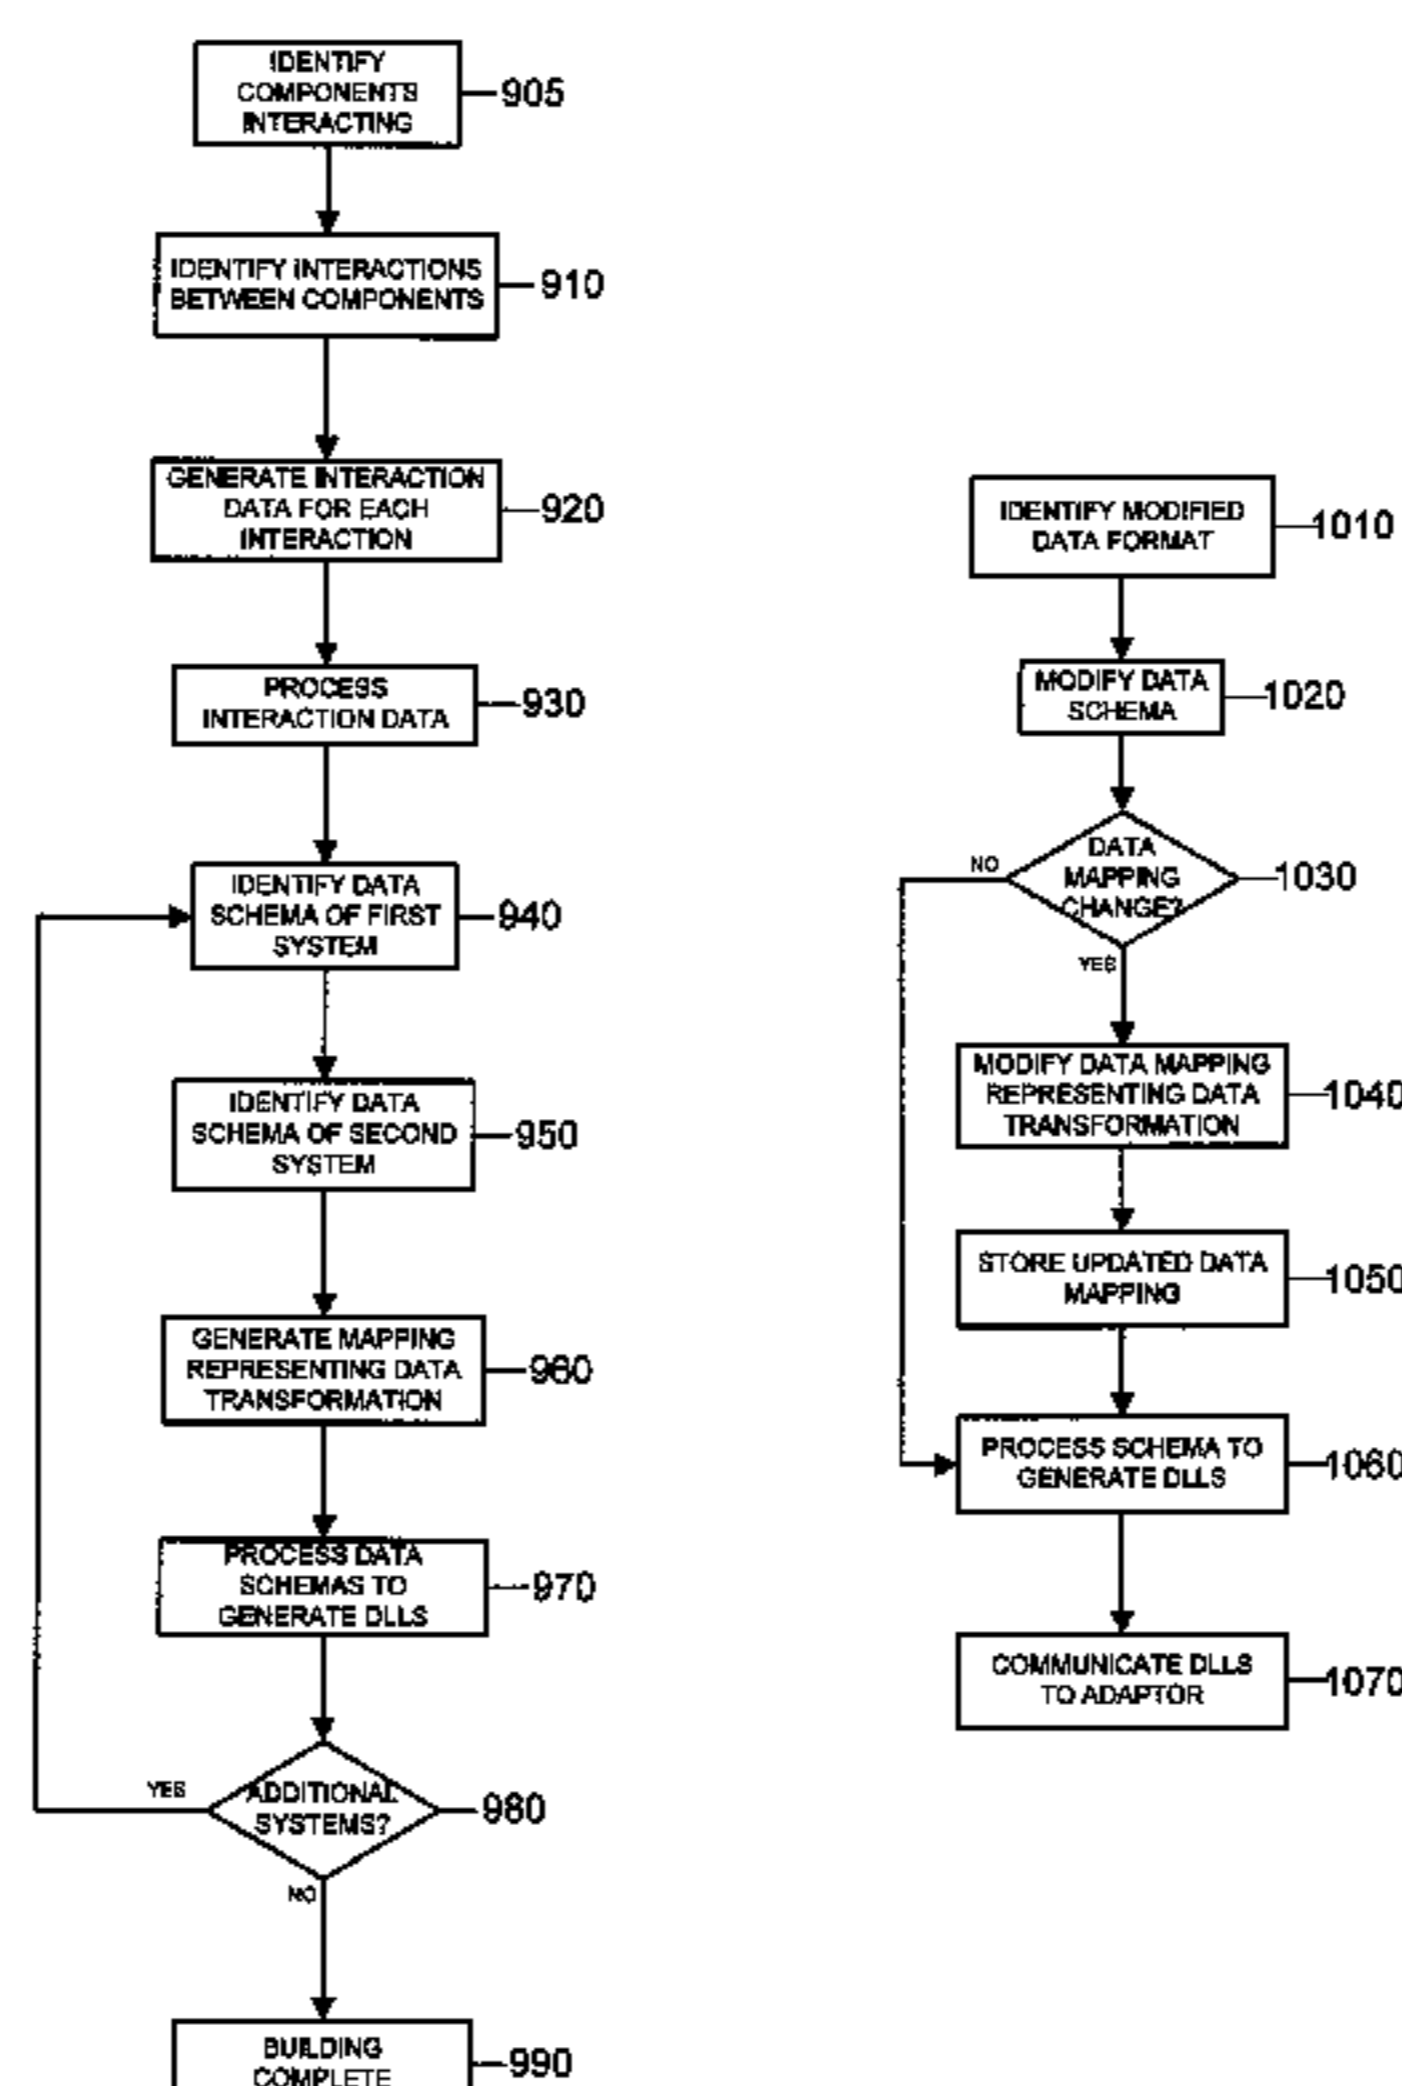 IDENTIFY
COMPONENTS
INTERACTING
905
IDENTIFY INTERACTIONS
BETWEEN COMPONENTS
910
GENERATE INTERACTION
DATA FOR EACH
INTERACTION
920
PROCESS
INTERACTION DATA
930
IDENTIFY DATA
SCHEMA OF FIRST
SYSTEM
940
IDENTIFY DATA
SCHEMA OF SECOND
SYSTEM
950
GENERATE MAPPING
REPRESENTING DATA
TRANSFORMATION
960
PROCESS DATA
SCHEMAS TO
GENERATE DLLS
970
YES
ADDITIONAL
SYSTEMS?
980
NO
BUILDING
COMPLETE
990
IDENTIFY MODIFIED
DATA FORMAT
1010
MODIFY DATA
SCHEMA
1020
NO
DATA
MAPPING
CHANGE?
1030
YES
MODIFY DATA MAPPING
REPRESENTING DATA
TRANSFORMATION
1040
STORE UPDATED DATA
MAPPING
1050
PROCESS SCHEMA TO
GENERATE DLLS
1060
COMMUNICATE DLLS
TO ADAPTOR
1070